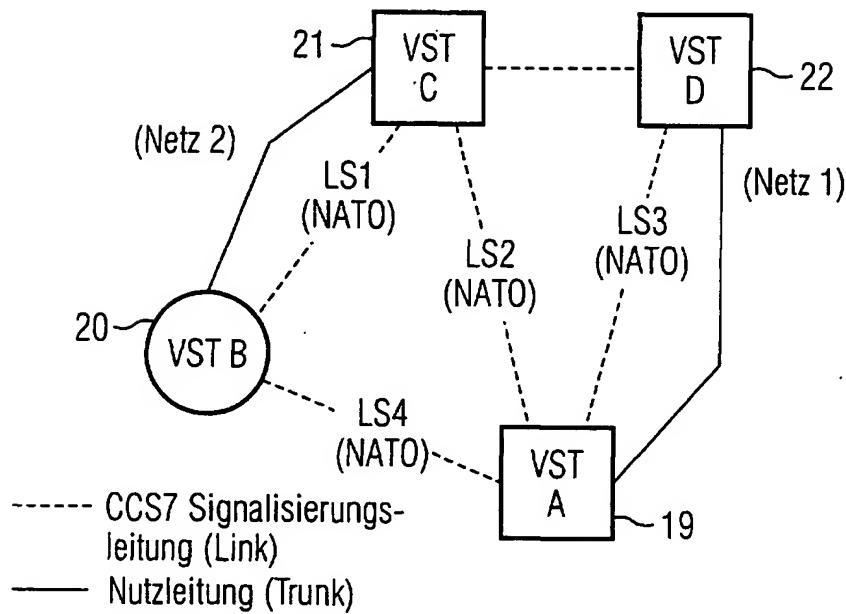 21
VST
C
VST
D
22
(Netz 2)
LS1
(NATO)
(Netz 1)
LS2
(NATO)
LS3
(NATO)
20
VST B
LS4
(NATO)
VST
A
19
CCS7 Signalisierungs-
leitung (Link)
Nutzleitung (Trunk)